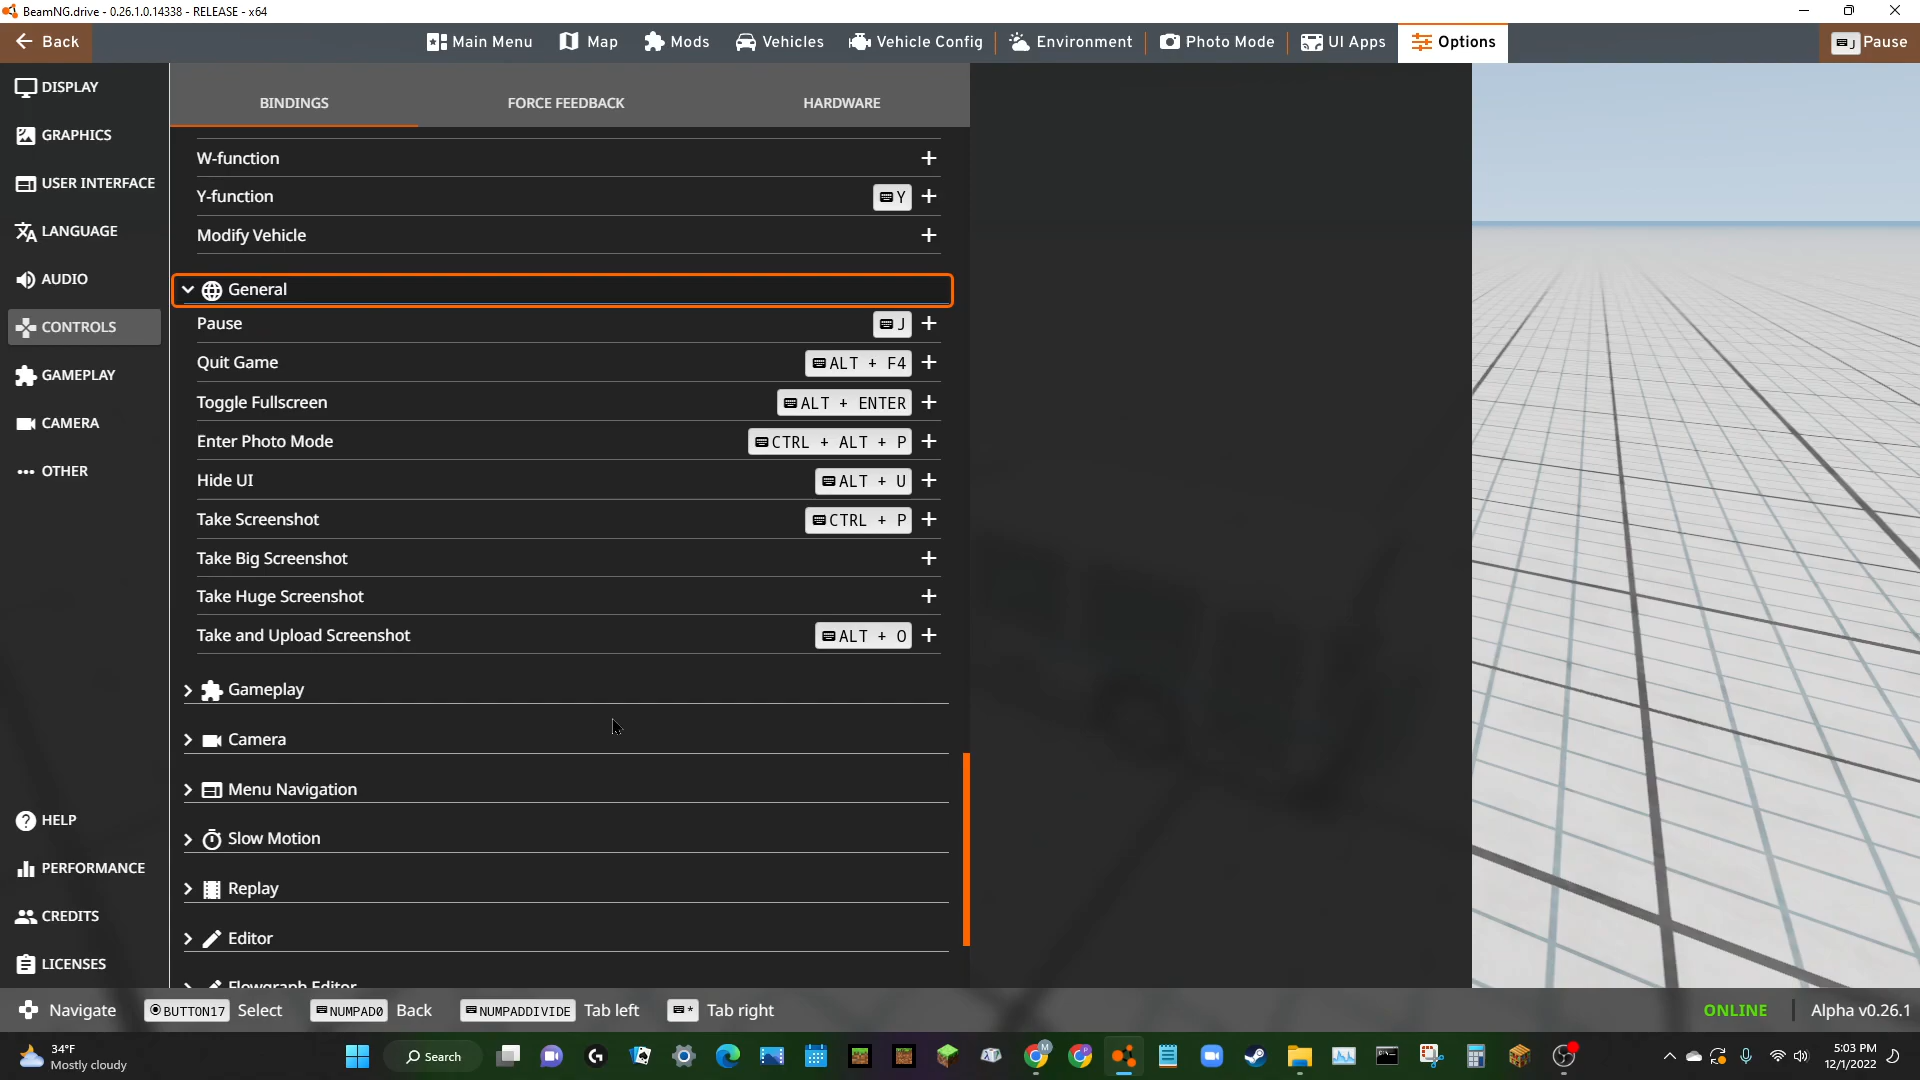 BeamNG.drive - 0.26.1.0.14338 - RELEASE - x64
Back
Main Menu
Map
Mods
Vehicles
Vehicle Config
Environment
Photo Mode
UI Apps
Options
J Pause
DISPLAY
GRAPHICS
USER INTERFACE
LANGUAGE
AUDIO
CONTROLS
GAMEPLAY
CAMERA
OTHER
HELP
PERFORMANCE
CREDITS
LICENSES
BINDINGS
FORCE FEEDBACK
HARDWARE
W-function +
Y-function Y +
Modify Vehicle +
General
Pause J +
Quit Game ALT + F4 +
Toggle Fullscreen ALT + ENTER +
Enter Photo Mode CTRL + ALT + P +
Hide UI ALT + U +
Take Screenshot CTRL + P +
Take Big Screenshot +
Take Huge Screenshot +
Take and Upload Screenshot ALT + O +
Gameplay
Camera
Menu Navigation
Slow Motion
Replay
Editor
Flowgraph Editor
Navigate
BUTTON17 Select
NUMPAD0 Back
NUMPADDIVIDE Tab left
* Tab right
ONLINE
Alpha v0.26.1
34°F
Mostly cloudy
Search
M
5:03 PM
12/1/2022